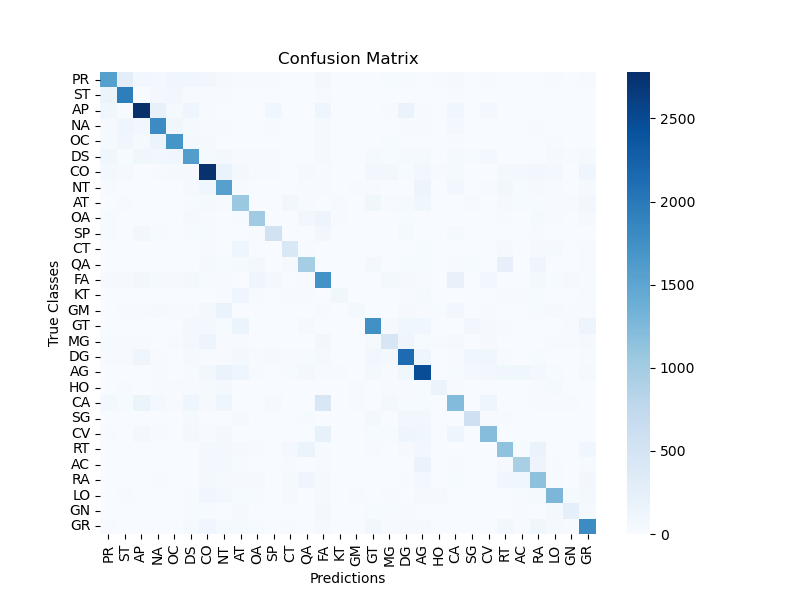 Confusion Matrix
True Classes
PR
ST
AP
NA
OC
DS
CO
NT
AT
OA
SP
CT
QA
FA
KT
GM
GT
MG
DG
AG
HO
CA
SG
CV
RT
AC
RA
LO
GN
GR
PR ST AP NA OC DS CO NT AT OA SP CT QA FA KT GM GT MG DG AG HO CA SG CV RT AC RA LO GN GR
Predictions
2500
2000
1500
1000
500
0